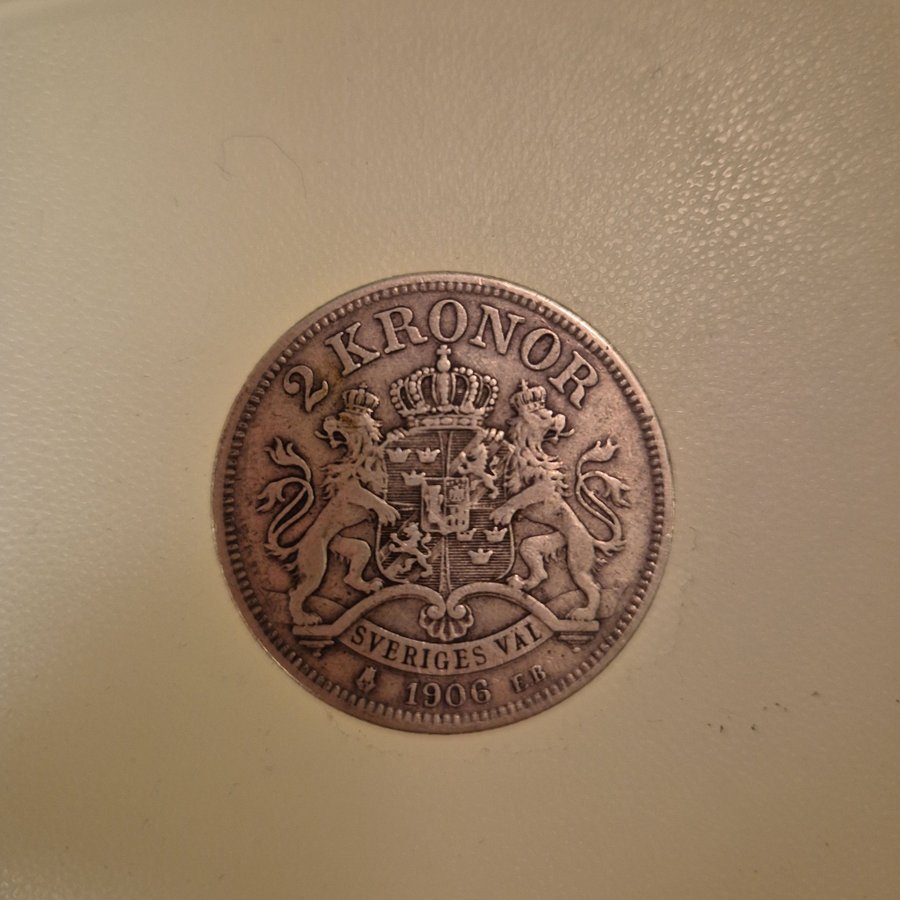 2 KRONOR
SVERIGES VÄL
1906 E.B